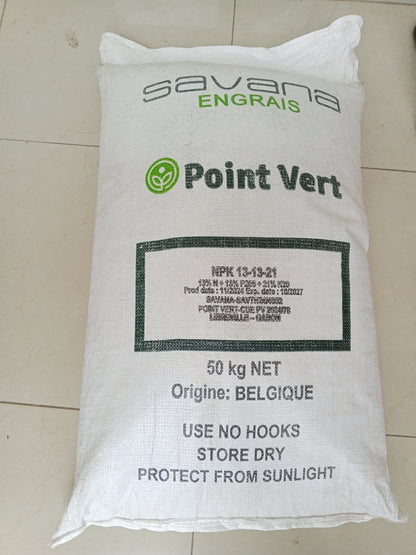 savana
ENGRAIS
Point Vert
NPK 13-13-21
13% N + 13% P2O5 + 21% K2O
Prod date : 11/2024 Exp. date : 10/2027
POINT VERT-CDE PV
LIBREVILLE - GABON
50 kg NET
Origine: BELGIQUE
USE NO HOOKS
STORE DRY
PROTECT FROM SUNLIGHT